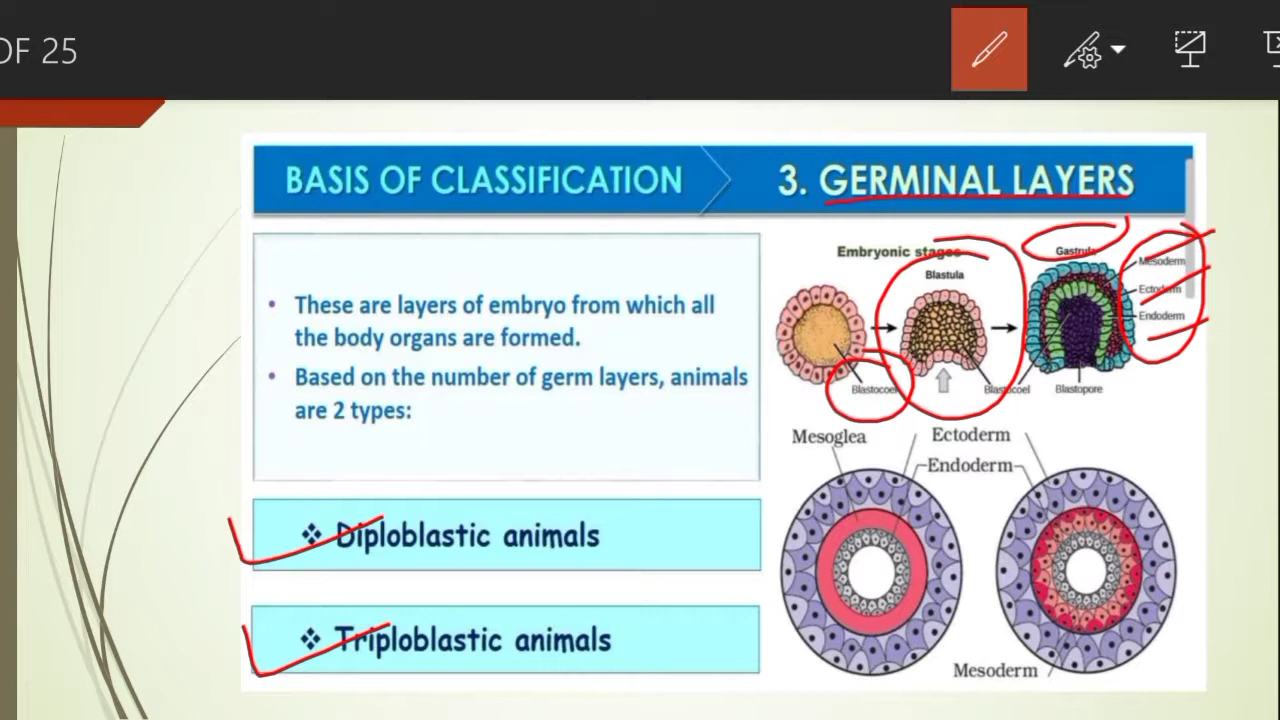 OF 25
BASIS OF CLASSIFICATION
3. GERMINAL LAYERS
• These are layers of embryo from which all
the body organs are formed.
• Based on the number of germ layers, animals
are 2 types:
❖ Diploblastic animals
❖ Triploblastic animals
Embryonic stages
Blastula
Gastrula
Mesoderm
Ectoderm
Endoderm
Blastocoel
Blastocoel
Blastopore
Mesoglea
Ectoderm
Endoderm
Mesoderm